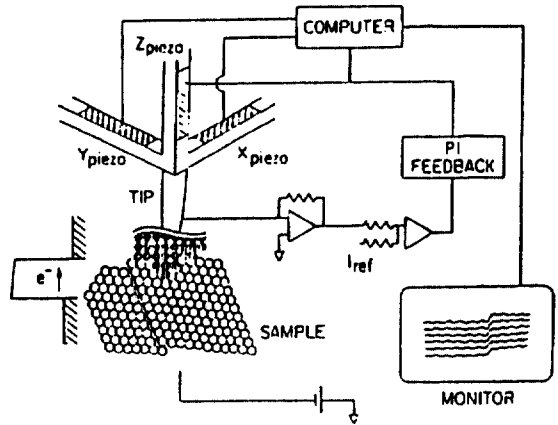 COMPUTER
Zpiezo
Ypiezo
Xpiezo
PI
FEEDBACK
TIP
Iref
e-
SAMPLE
MONITOR